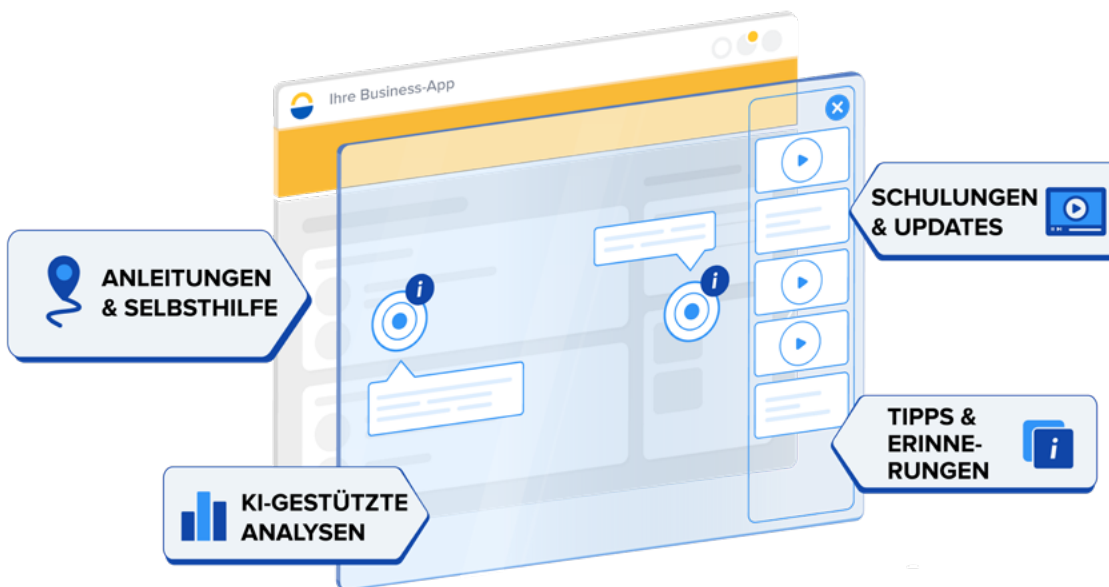 Ihre Business-App
SCHULUNGEN
& UPDATES
ANLEITUNGEN
& SELBSTHILFE
TIPPS &
ERINNE-
RUNGEN
KI-GESTÜTZTE
ANALYSEN